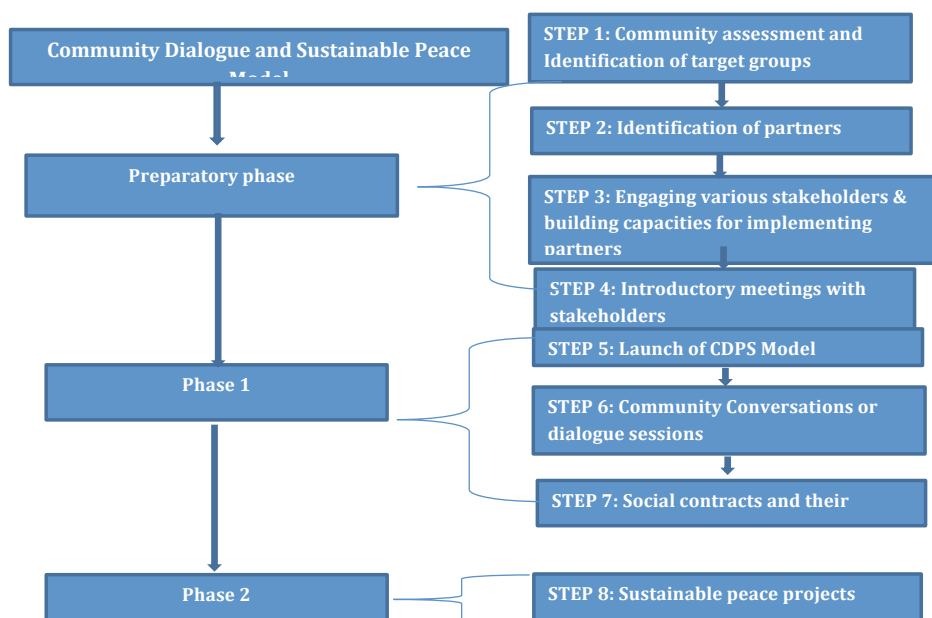 Community Dialogue and Sustainable Peace
Model
Preparatory phase
Phase 1
Phase 2
STEP 1: Community assessment and
Identification of target groups
STEP 2: Identification of partners
STEP 3: Engaging various stakeholders &
building capacities for implementing
partners
STEP 4: Introductory meetings with
stakeholders
STEP 5: Launch of CDPS Model
STEP 6: Community Conversations or
dialogue sessions
STEP 7: Social contracts and their
STEP 8: Sustainable peace projects